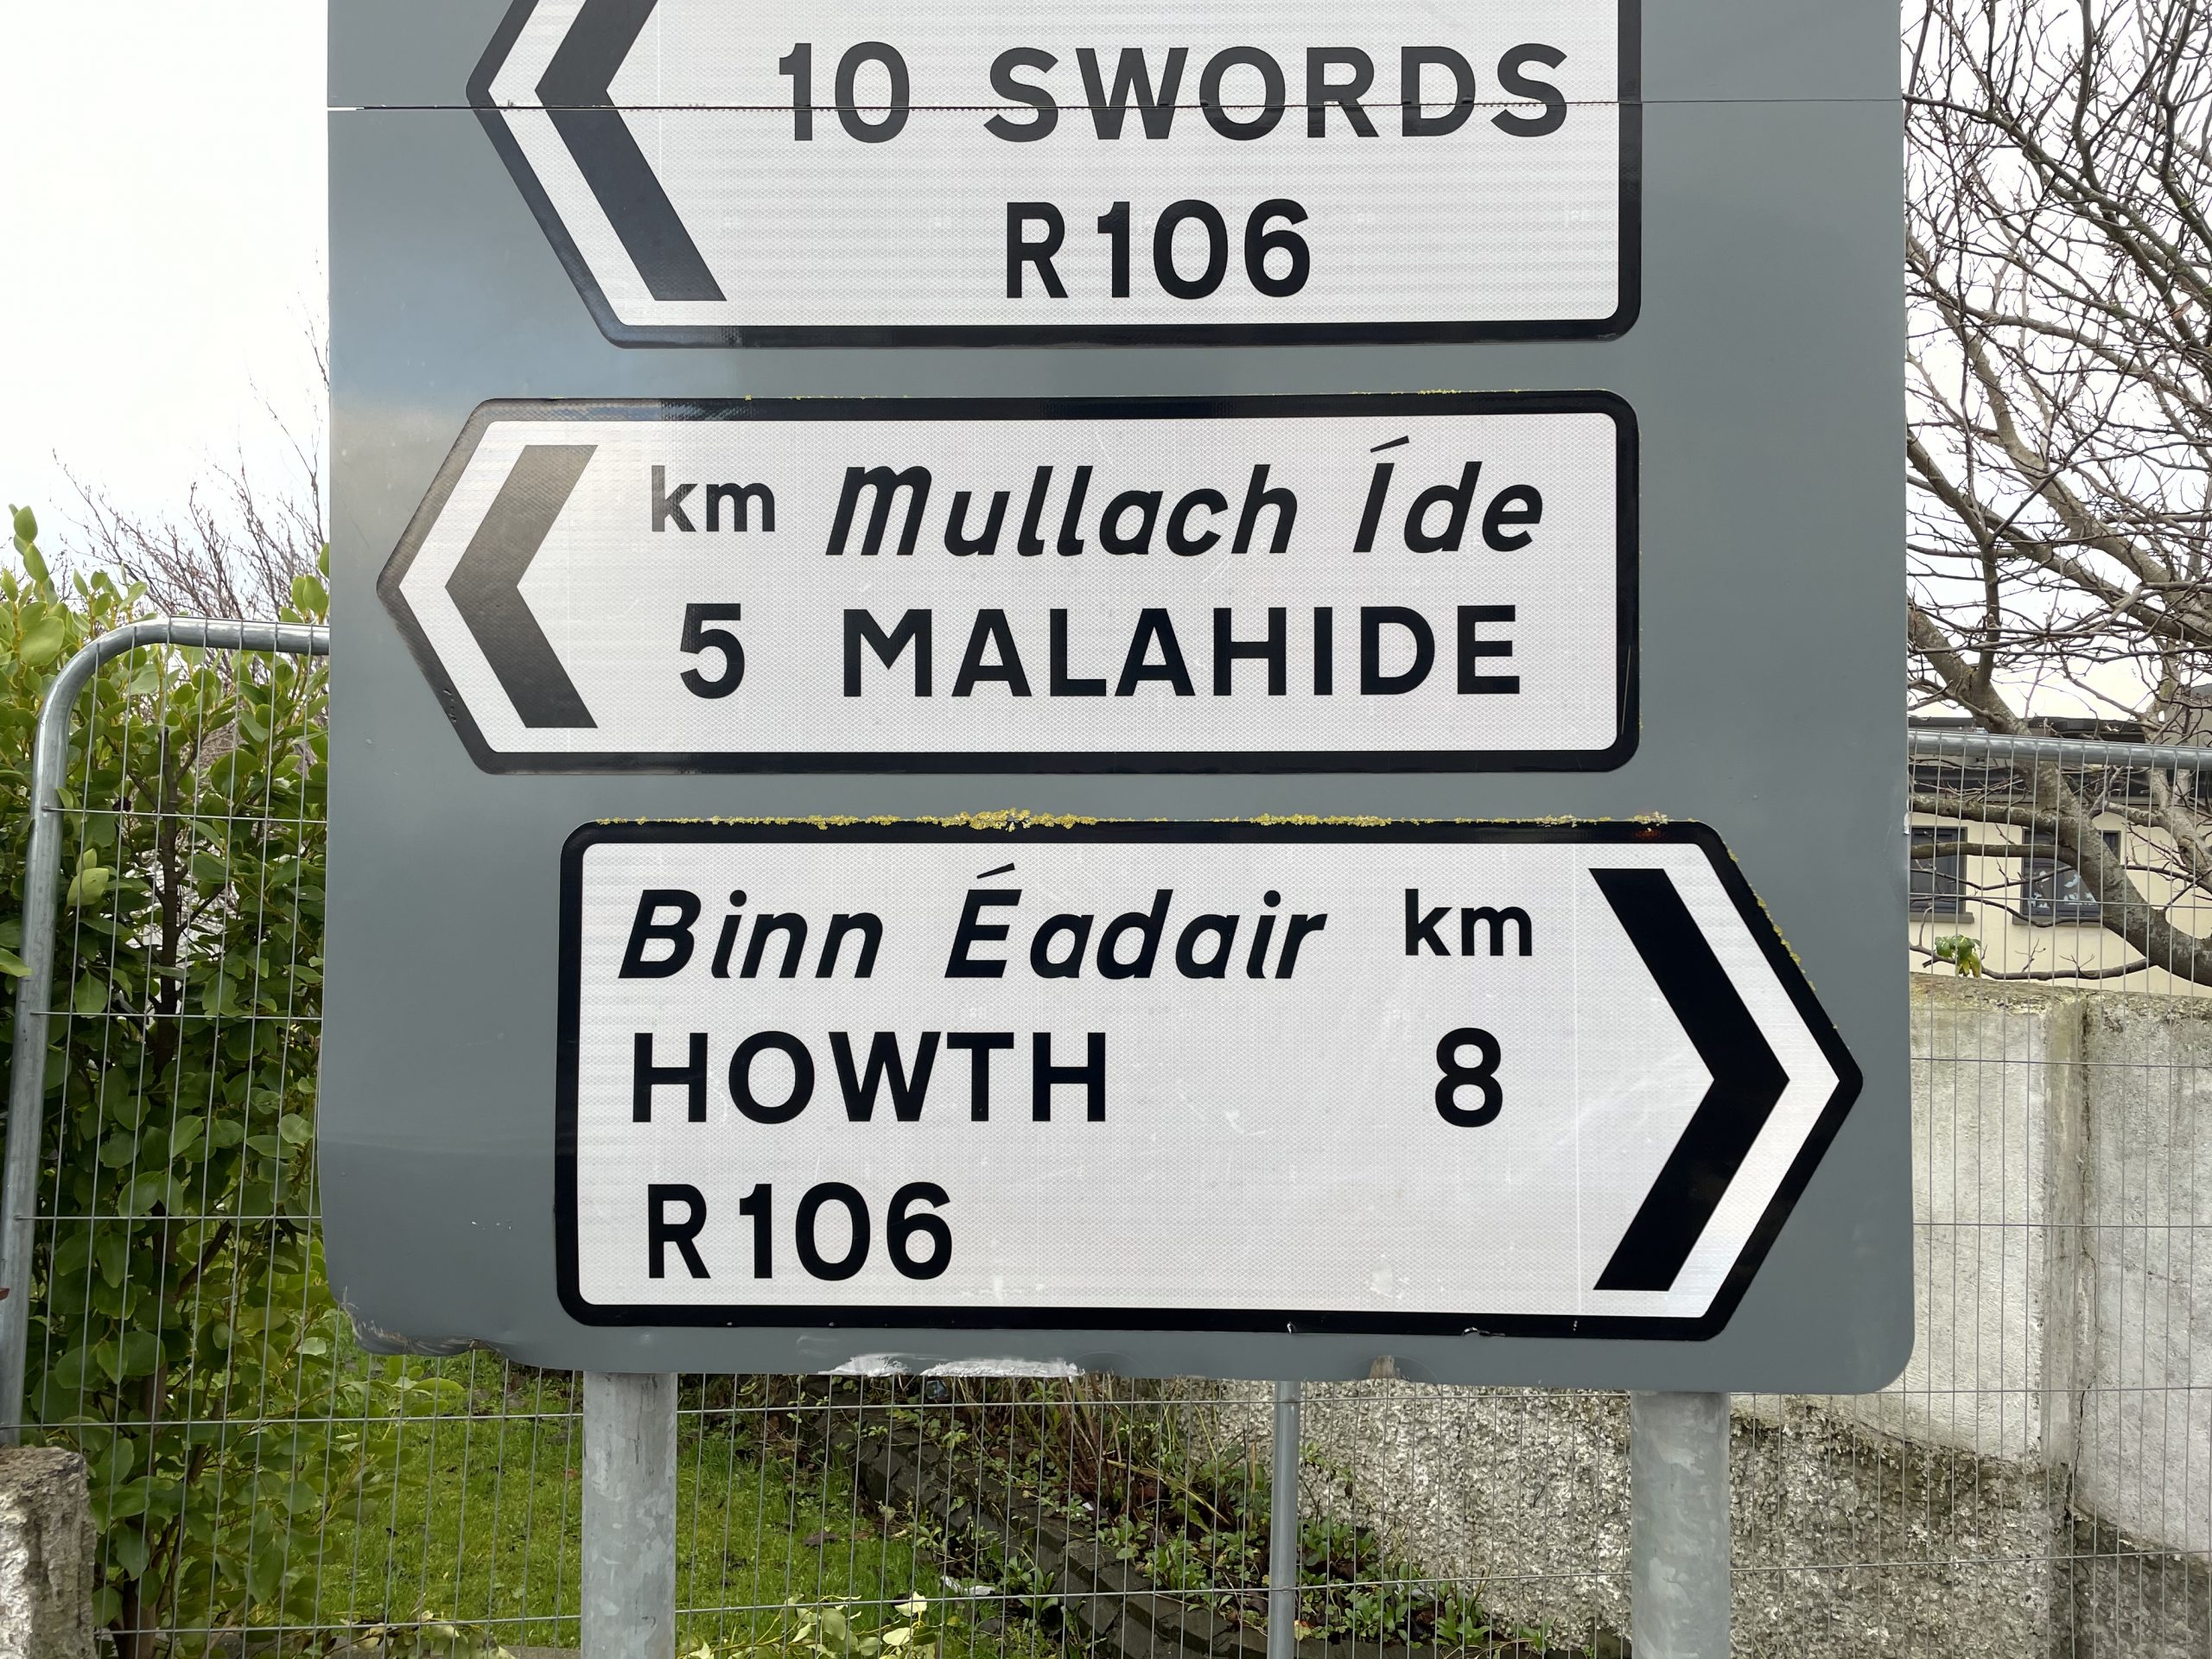 10 SWORDS
R106
km Mullach Íde
5 MALAHIDE
Binn Éadair km
HOWTH 8
R106